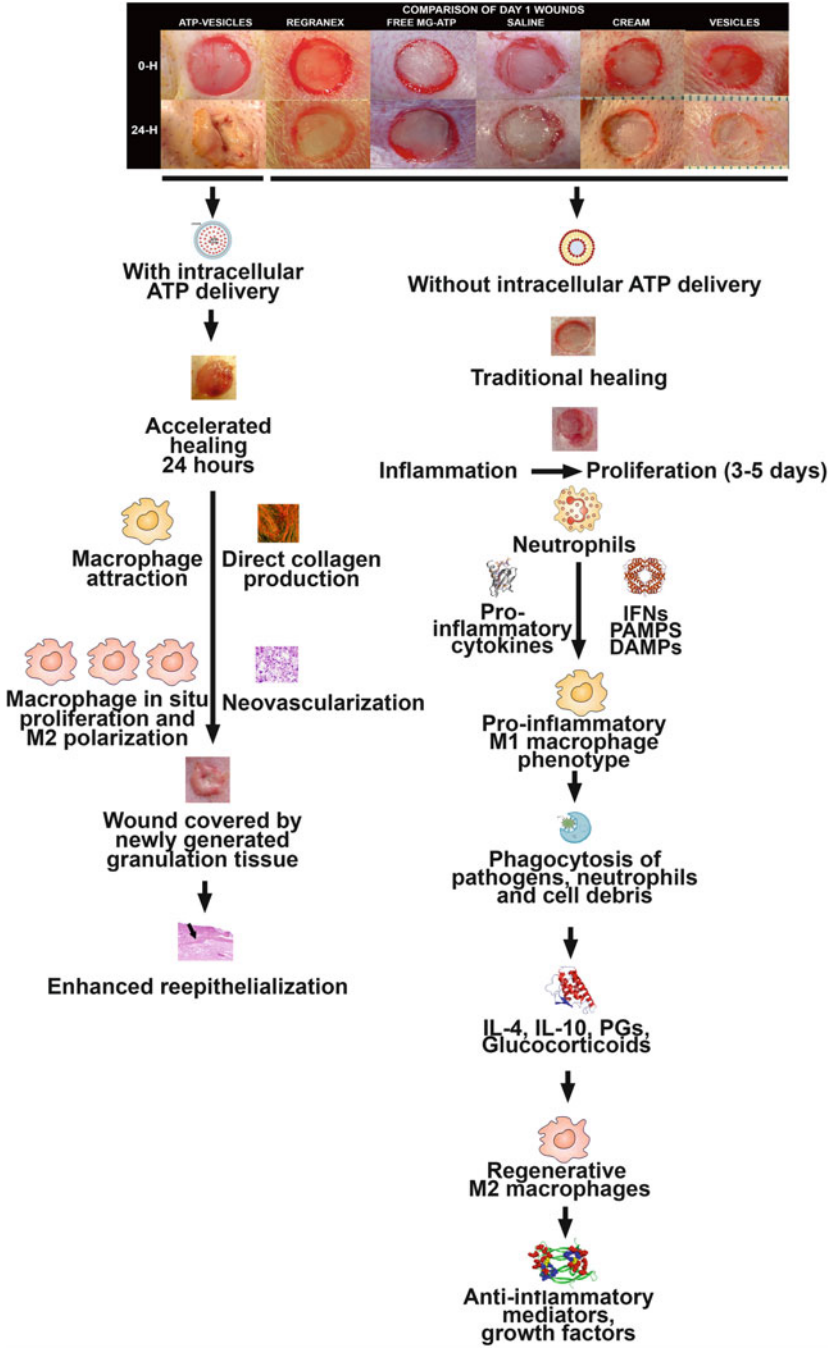 COMPARISON OF DAY 1 WOUNDS
ATP-VESICLES REGRANEX FREE MG-ATP SALINE CREAM VESICLES
0-H
24-H
With intracellular
ATP delivery
Accelerated
healing
24 hours
Macrophage
attraction
Direct collagen
production
Macrophage in situ
proliferation and
M2 polarization
Neovascularization
Wound covered by
newly generated
granulation tissue
Enhanced reepithelialization
Without intracellular ATP delivery
Traditional healing
Inflammation Proliferation (3-5 days)
Neutrophils
Pro-
inflammatory
cytokines
IFNs
PAMPS
DAMPs
Pro-inflammatory
M1 macrophage
phenotype
Phagocytosis of
pathogens, neutrophils
and cell debris
IL-4, IL-10, PGs,
Glucocorticoids
Regenerative
M2 macrophages
Anti-inflammatory
mediators,
growth factors